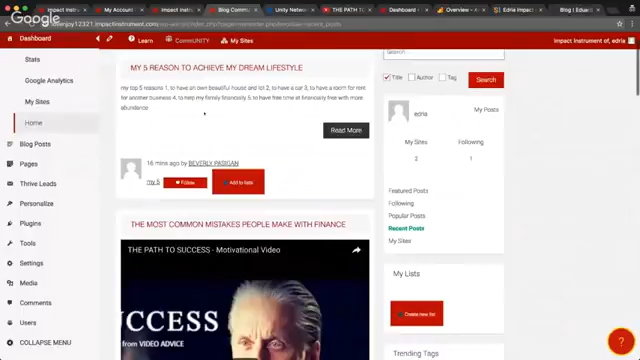 Google
Impact Instrument
My Account
Impact Instrum
Blog Commu
Unity Network
THE PATH TO
Dashboard
Overview
Edria Impact
Blog | Eduard
Dashboard
Learn
CommUNITY
My Sites
Impact Instrument of, edria
Stats
Google Analytics
My Sites
Home
Blog Posts
Pages
Thrive Leads
Personalize
Plugins
Tools
Settings
Media
Comments
Users
COLLAPSE MENU
MY 5 REASON TO ACHIEVE MY DREAM LIFESTYLE
my top 5 reasons 1. to have an own beautiful house and lot 2. to have a car 3. to have a room for rent
for another business 4. to help my family financially. 5. to have free time at financially free with more
abundance
Read More
16 mins ago by BEVERLY PASIGAN
my 5
Follow
Add to lists
THE MOST COMMON MISTAKES PEOPLE MAKE WITH FINANCE
THE PATH TO SUCCESS - Motivational Video
UCCESS
from VIDEO ADVICE
Search...
Title
Author
Tag
Search
edria
My Posts
My Sites
Following
2
1
Featured Posts
Following
Popular Posts
Recent Posts
My Sites
My Lists
Create new list
Trending Tags
?